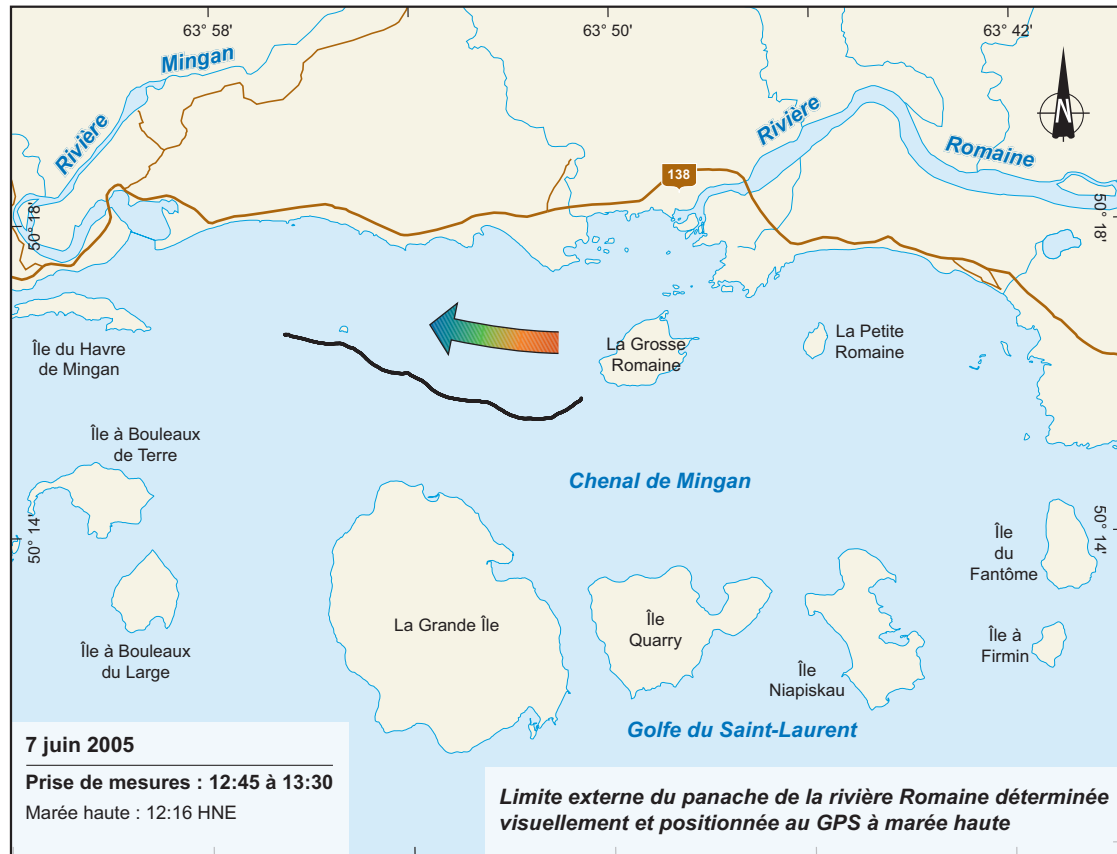 63° 58'
63° 50'
63° 42'
Rivière
Mingan
Rivière
Romaine
N
138
50° 18'
50° 18'
La Grosse
Romaine
La Petite
Romaine
Île du Havre
de Mingan
Île à Bouleaux
de Terre
Chenal de Mingan
50° 14'
50° 14'
Île
du
Fantôme
La Grande Île
Île
Quarry
Île à Bouleaux
du Large
Île
Niapiskau
Île à
Firmin
Golfe du Saint-Laurent
7 juin 2005
Prise de mesures : 12:45 à 13:30
Marée haute : 12:16 HNE
Limite externe du panache de la rivière Romaine déterminée
visuellement et positionnée au GPS à marée haute